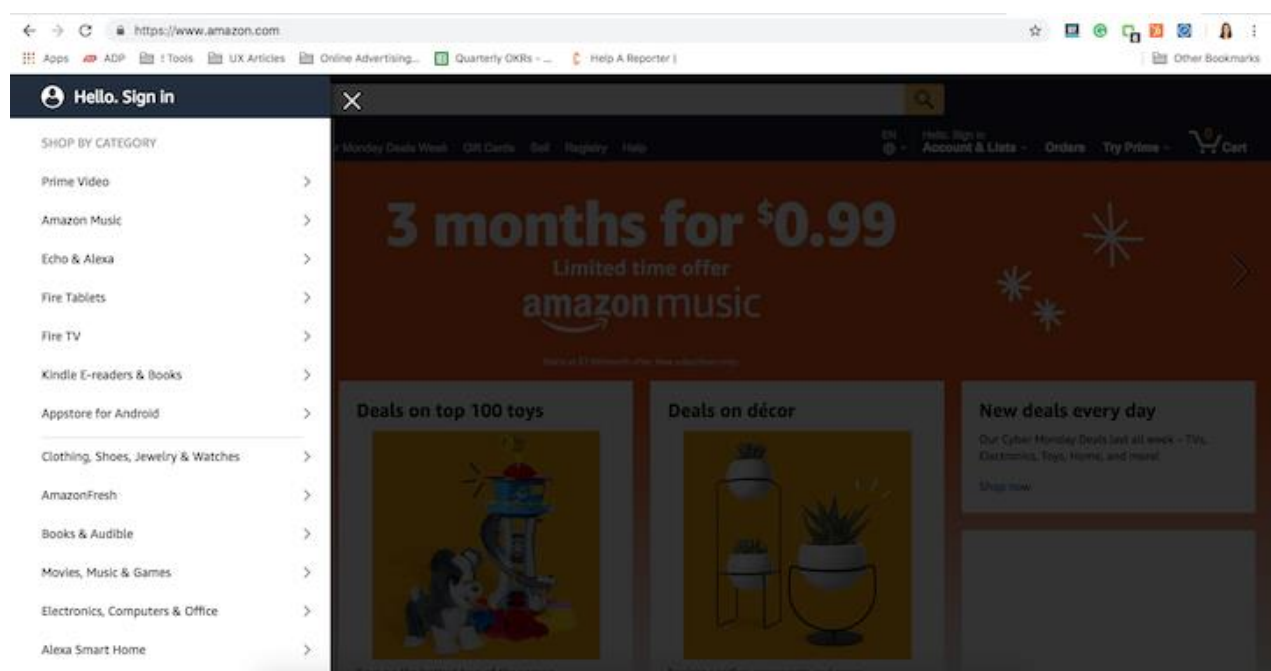 https://www.amazon.com
Apps ADP ! Tools UX Articles Online Advertising... Quarterly OKRs - ... Help A Reporter | Other Bookmarks
Hello. Sign in
SHOP BY CATEGORY
Prime Video
Amazon Music
Echo & Alexa
Fire Tablets
Fire TV
Kindle E-readers & Books
Appstore for Android
Clothing, Shoes, Jewelry & Watches
AmazonFresh
Books & Audible
Movies, Music & Games
Electronics, Computers & Office
Alexa Smart Home
EN Hello. Sign in
Monday Deals Week Gift Cards Sell Registry Help Account & Lists Orders Try Prime 0 Cart
3 months for $0.99
Limited time offer
amazon music
Deals on top 100 toys
Deals on décor
New deals every day
Our Cyber Monday Deals last all week – TVs,
Electronics, Toys, Home, and more!
Shop now